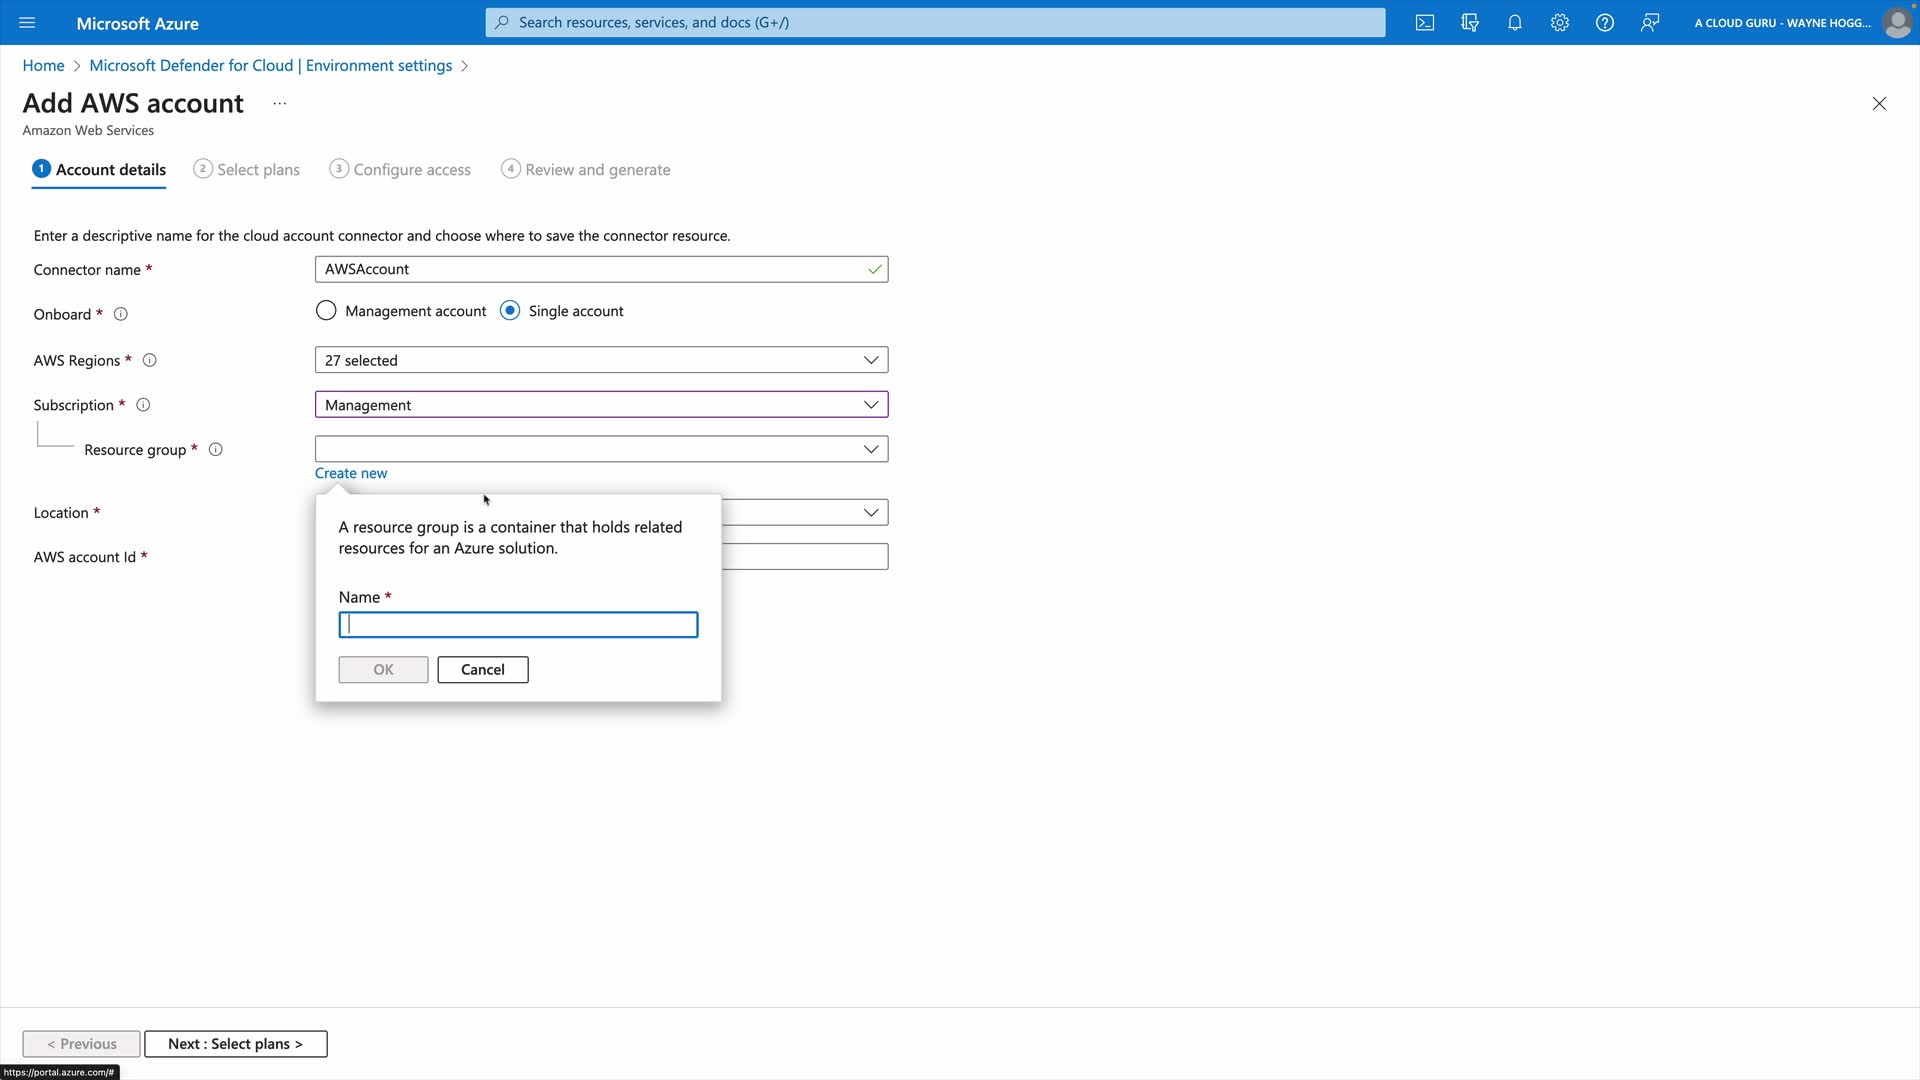 Microsoft Azure
Search resources, services, and docs (G+/)
A CLOUD GURU - WAYNE HOGG...
Home > Microsoft Defender for Cloud | Environment settings >
Add AWS account ...
Amazon Web Services
1 Account details
2 Select plans
3 Configure access
4 Review and generate
Enter a descriptive name for the cloud account connector and choose where to save the connector resource.
Connector name *
AWSAccount
Onboard *
Management account
Single account
AWS Regions *
27 selected
Subscription *
Management
Resource group *
Create new
Location *
A resource group is a container that holds related
resources for an Azure solution.
AWS account Id *
Name *
OK
Cancel
< Previous
Next : Select plans >
https://portal.azure.com/#